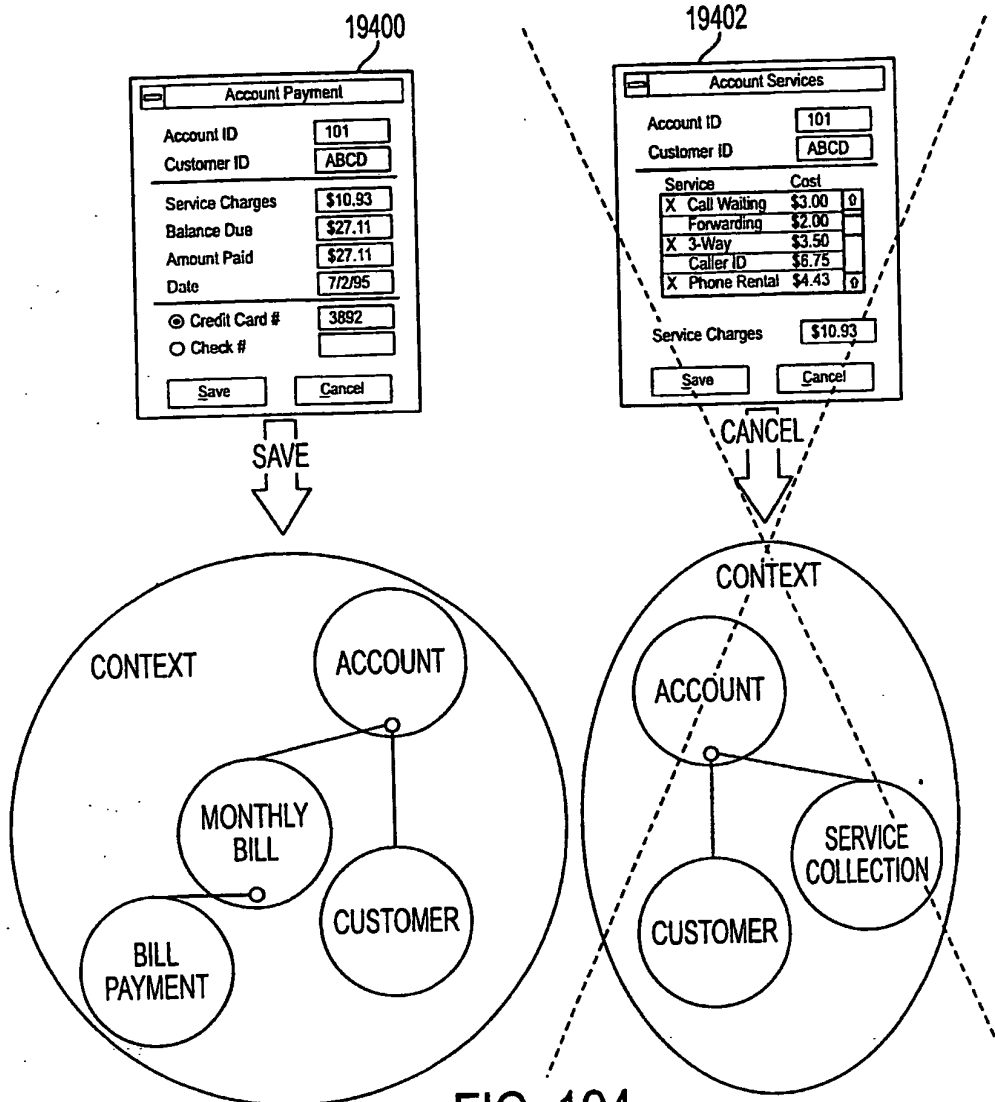 19400
Account Payment
Account ID 101
Customer ID ABCD
Service Charges $10.93
Balance Due $27.11
Amount Paid $27.11
Date 7/2/95
Credit Card # 3892
Check #
Save Cancel
SAVE
CONTEXT
ACCOUNT
MONTHLY
BILL
CUSTOMER
BILL
PAYMENT
19402
Account Services
Account ID 101
Customer ID ABCD
Service Cost
X Call Waiting $3.00
Forwarding $2.00
X 3-Way $3.50
Caller ID $6.75
X Phone Rental $4.43
Service Charges $10.93
Save Cancel
CANCEL
CONTEXT
ACCOUNT
SERVICE
COLLECTION
CUSTOMER
FIG. 194